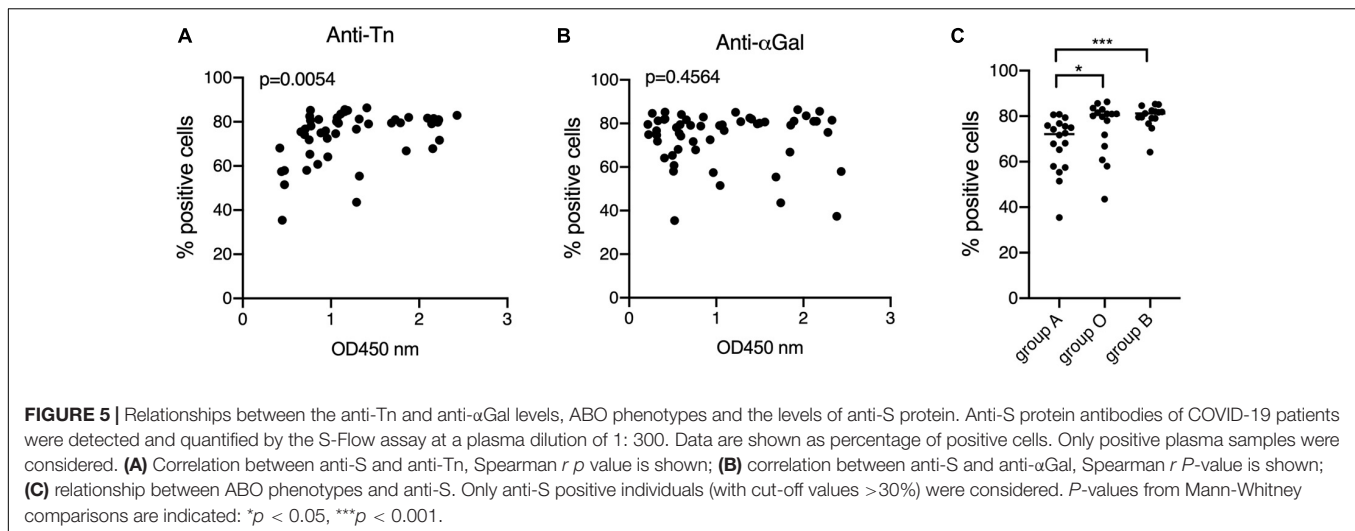 A
Anti-Tn
p=0.0054
100
80
60
40
20
0
0 1 2 3
% positive cells
OD450 nm
B
Anti-αGal
p=0.4564
100
80
60
40
20
0
0 1 2 3
% positive cells
OD450 nm
C
***
*
100
80
60
40
20
0
% positive cells
group A
group O
group B
FIGURE 5 | Relationships between the anti-Tn and anti-αGal levels, ABO phenotypes and the levels of anti-S protein. Anti-S protein antibodies of COVID-19 patients
were detected and quantified by the S-Flow assay at a plasma dilution of 1: 300. Data are shown as percentage of positive cells. Only positive plasma samples were
considered. (A) Correlation between anti-S and anti-Tn, Spearman r p value is shown; (B) correlation between anti-S and anti-αGal, Spearman r P-value is shown;
(C) relationship between ABO phenotypes and anti-S. Only anti-S positive individuals (with cut-off values >30%) were considered. P-values from Mann-Whitney
comparisons are indicated: *p < 0.05, ***p < 0.001.